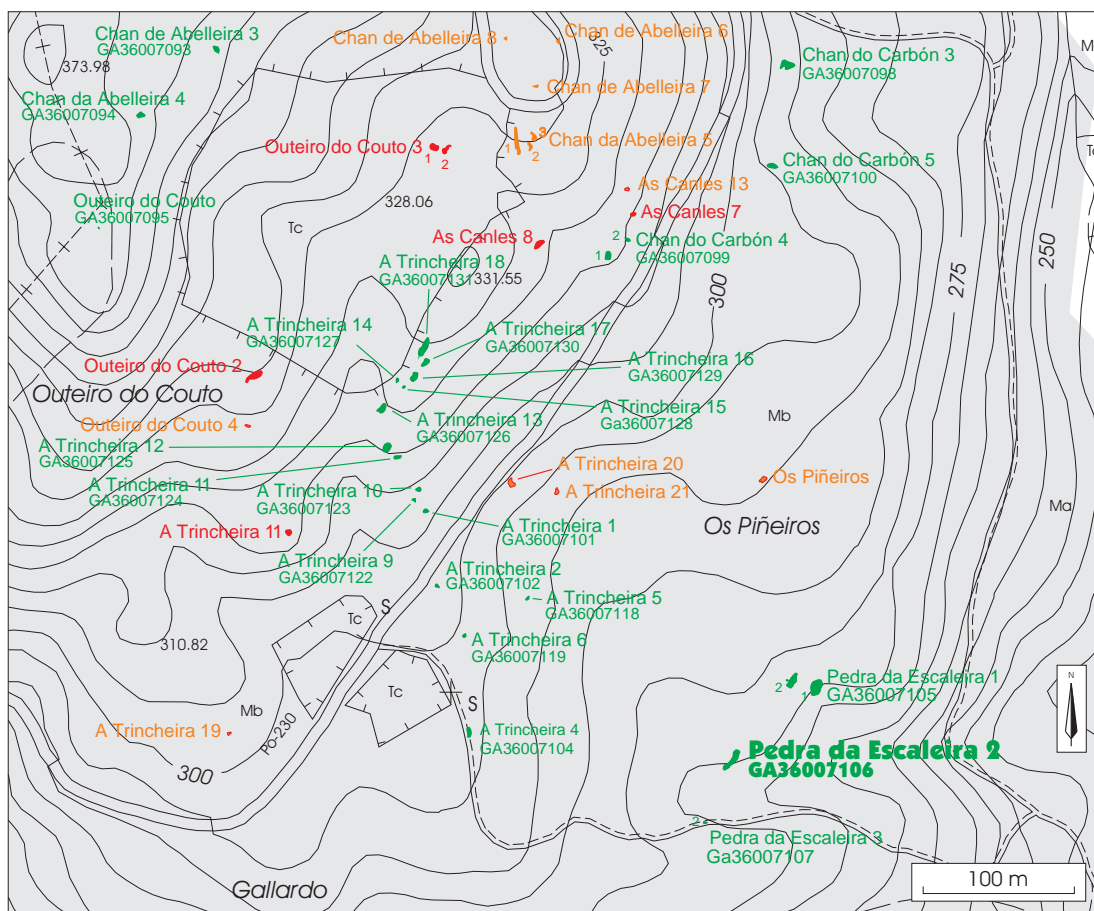 Chan de Abelleira 3
GA36007093
373.98
Chan da Abelleira 4
GA36007094
Outeiro do Couto
GA36007095
Chan de Abelleira 8
Chan de Abelleira 6
325
Chan de Abelleira 7
Chan do Carbón 3
GA36007098
M
Outeiro do Couto 3
1
2
1
2
3
Chan da Abelleira 5
Chan do Carbón 5
GA36007100
328.06
Tc
As Canles 13
As Canles 7
As Canles 8
2
1
Chan do Carbón 4
GA36007099
A Trincheira 18
GA36007131
331.55
300
275
250
A Trincheira 14
GA36007127
A Trincheira 17
GA36007130
A Trincheira 16
GA36007129
Outeiro do Couto 2
Outeiro do Couto
A Trincheira 15
Ga36007128
Mb
Outeiro do Couto 4
A Trincheira 13
GA36007126
A Trincheira 12
GA36007125
A Trincheira 11
GA36007124
A Trincheira 10
GA36007123
A Trincheira 20
A Trincheira 21
Os Piñeiros
Os Piñeiros
Ma
A Trincheira 11
A Trincheira 1
GA36007101
A Trincheira 9
GA36007122
A Trincheira 2
GA36007102
A Trincheira 5
GA36007118
Tc
S
310.82
A Trincheira 6
GA36007119
Tc
S
2
1
Pedra da Escaleira 1
GA36007105
N
Mb
A Trincheira 19
Po-230
300
A Trincheira 4
GA36007104
Pedra da Escaleira 2
GA36007106
2
Pedra da Escaleira 3
Ga36007107
Gallardo
100 m